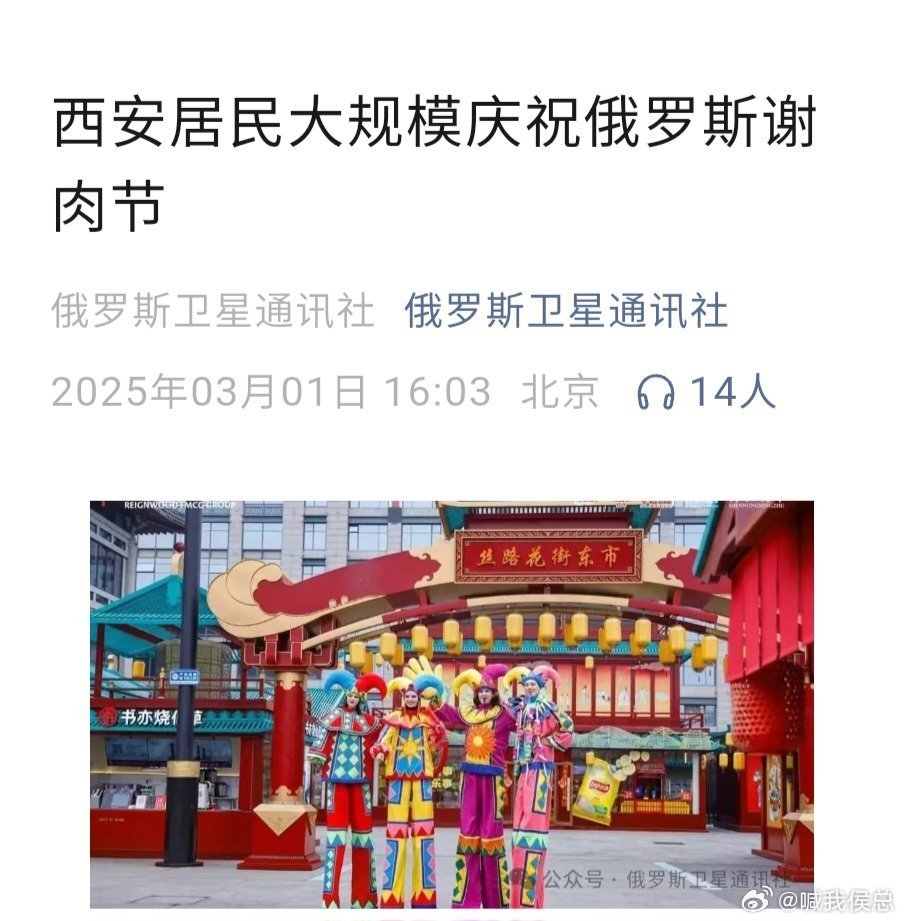 西安居民大规模庆祝俄罗斯谢
肉节
俄罗斯卫星通讯社 俄罗斯卫星通讯社
2025年03月01日 16:03 北京 14人
REIGNWOOD FMCG GROUP
SHENNONGMINGZHU
丝路花街东市
书亦烧仙草
公众号·俄罗斯卫星通讯社
@喊我侯总